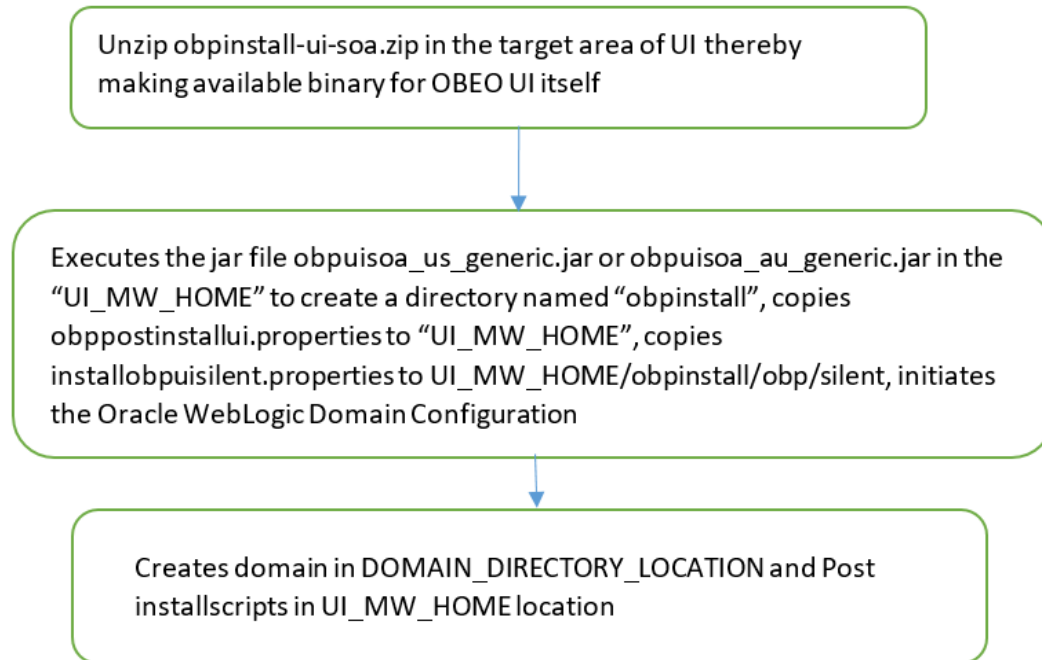 Unzip obpinstall-ui-soa.zip in the target area of UI thereby
making available binary for OBEO UI itself
Executes the jar file obpuisoa_us_generic.jar or obpuisoa_au_generic.jar in the
“UI_MW_HOME” to create a directory named “obpinstall”, copies
obppostinstallui.properties to “UI_MW_HOME”, copies
installobpuisilent.properties to UI_MW_HOME/obpinstall/obp/silent, initiates
the Oracle WebLogic Domain Configuration
Creates domain in DOMAIN_DIRECTORY_LOCATION and Post
installscripts in UI_MW_HOME location